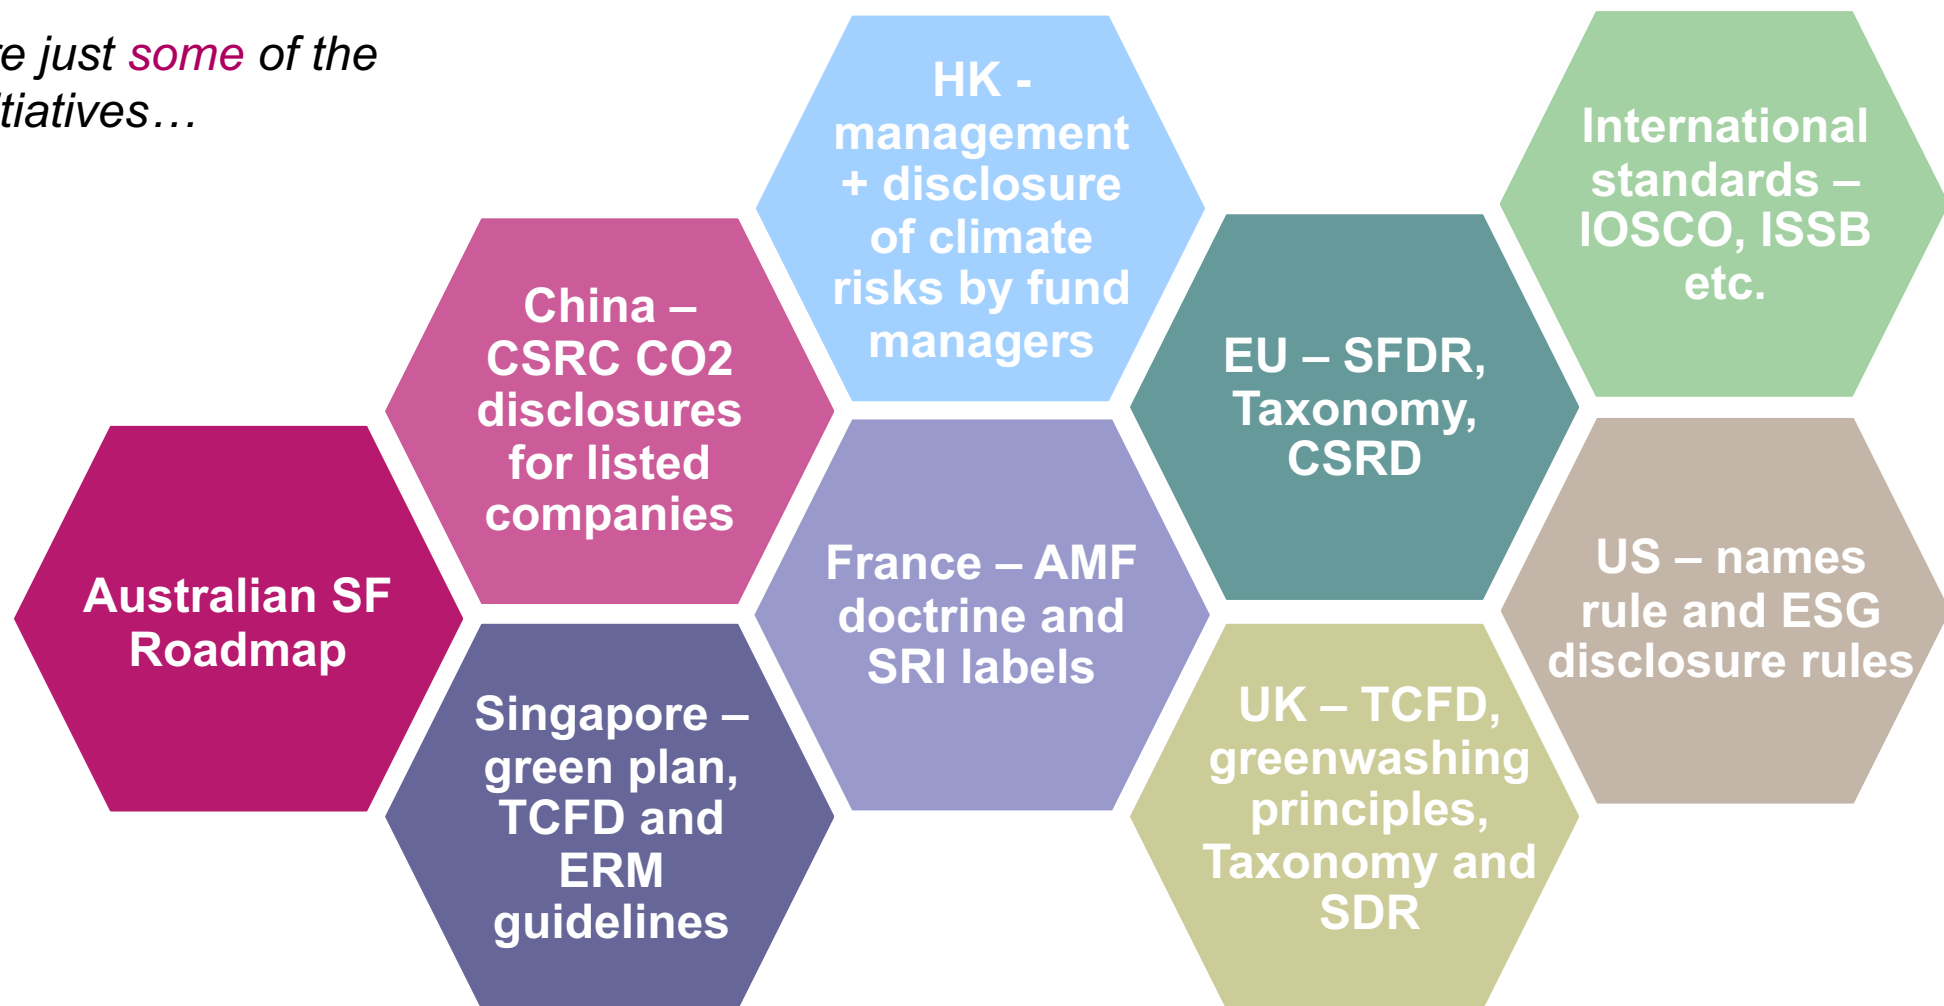 re just some of the
itiatives…
HK -
management
+ disclosure
of climate
risks by fund
managers
International
standards –
IOSCO, ISSB
etc.
China –
CSRC CO2
disclosures
for listed
companies
EU – SFDR,
Taxonomy,
CSRD
Australian SF
Roadmap
France – AMF
doctrine and
SRI labels
US – names
rule and ESG
disclosure rules
Singapore –
green plan,
TCFD and
ERM
guidelines
UK – TCFD,
greenwashing
principles,
Taxonomy and
SDR